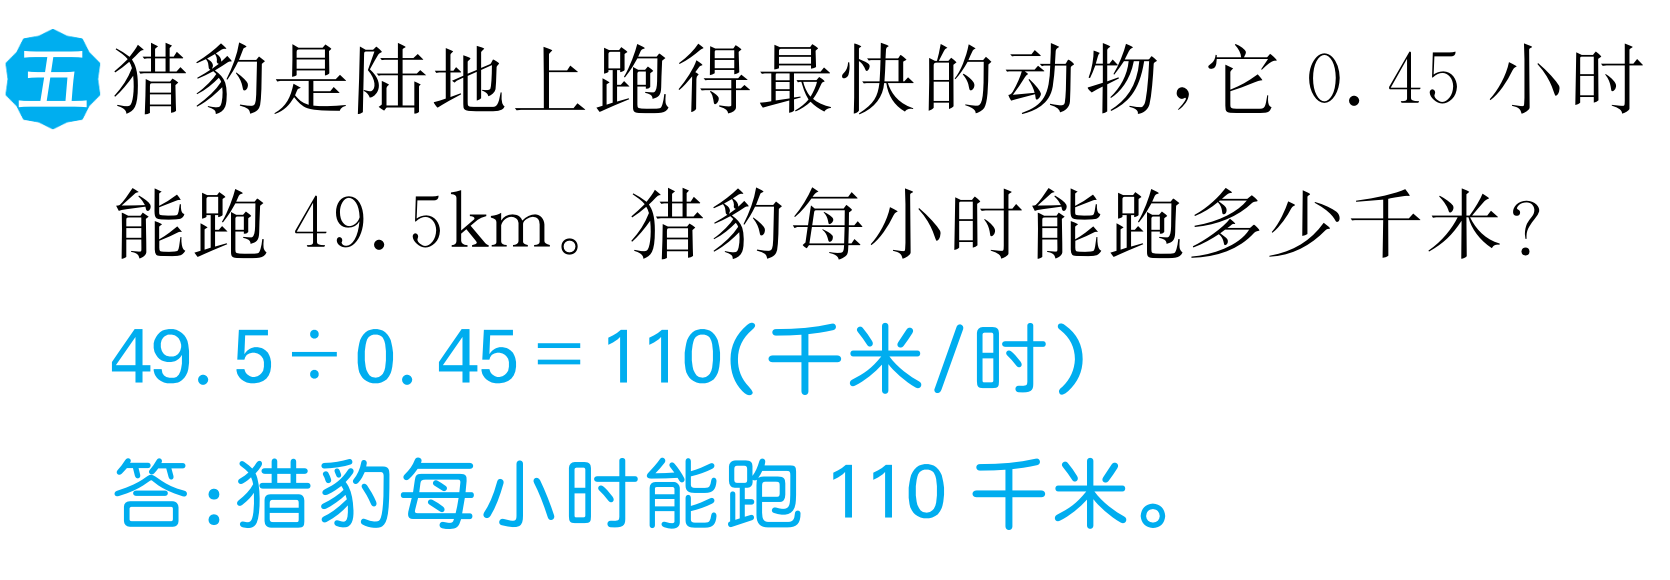 五 猎豹是陆地上跑得最快的动物,它 0.45 小时
能跑 49.5km。猎豹每小时能跑多少千米?
49.5÷0.45=110(千米/时)
答:猎豹每小时能跑 110 千米。